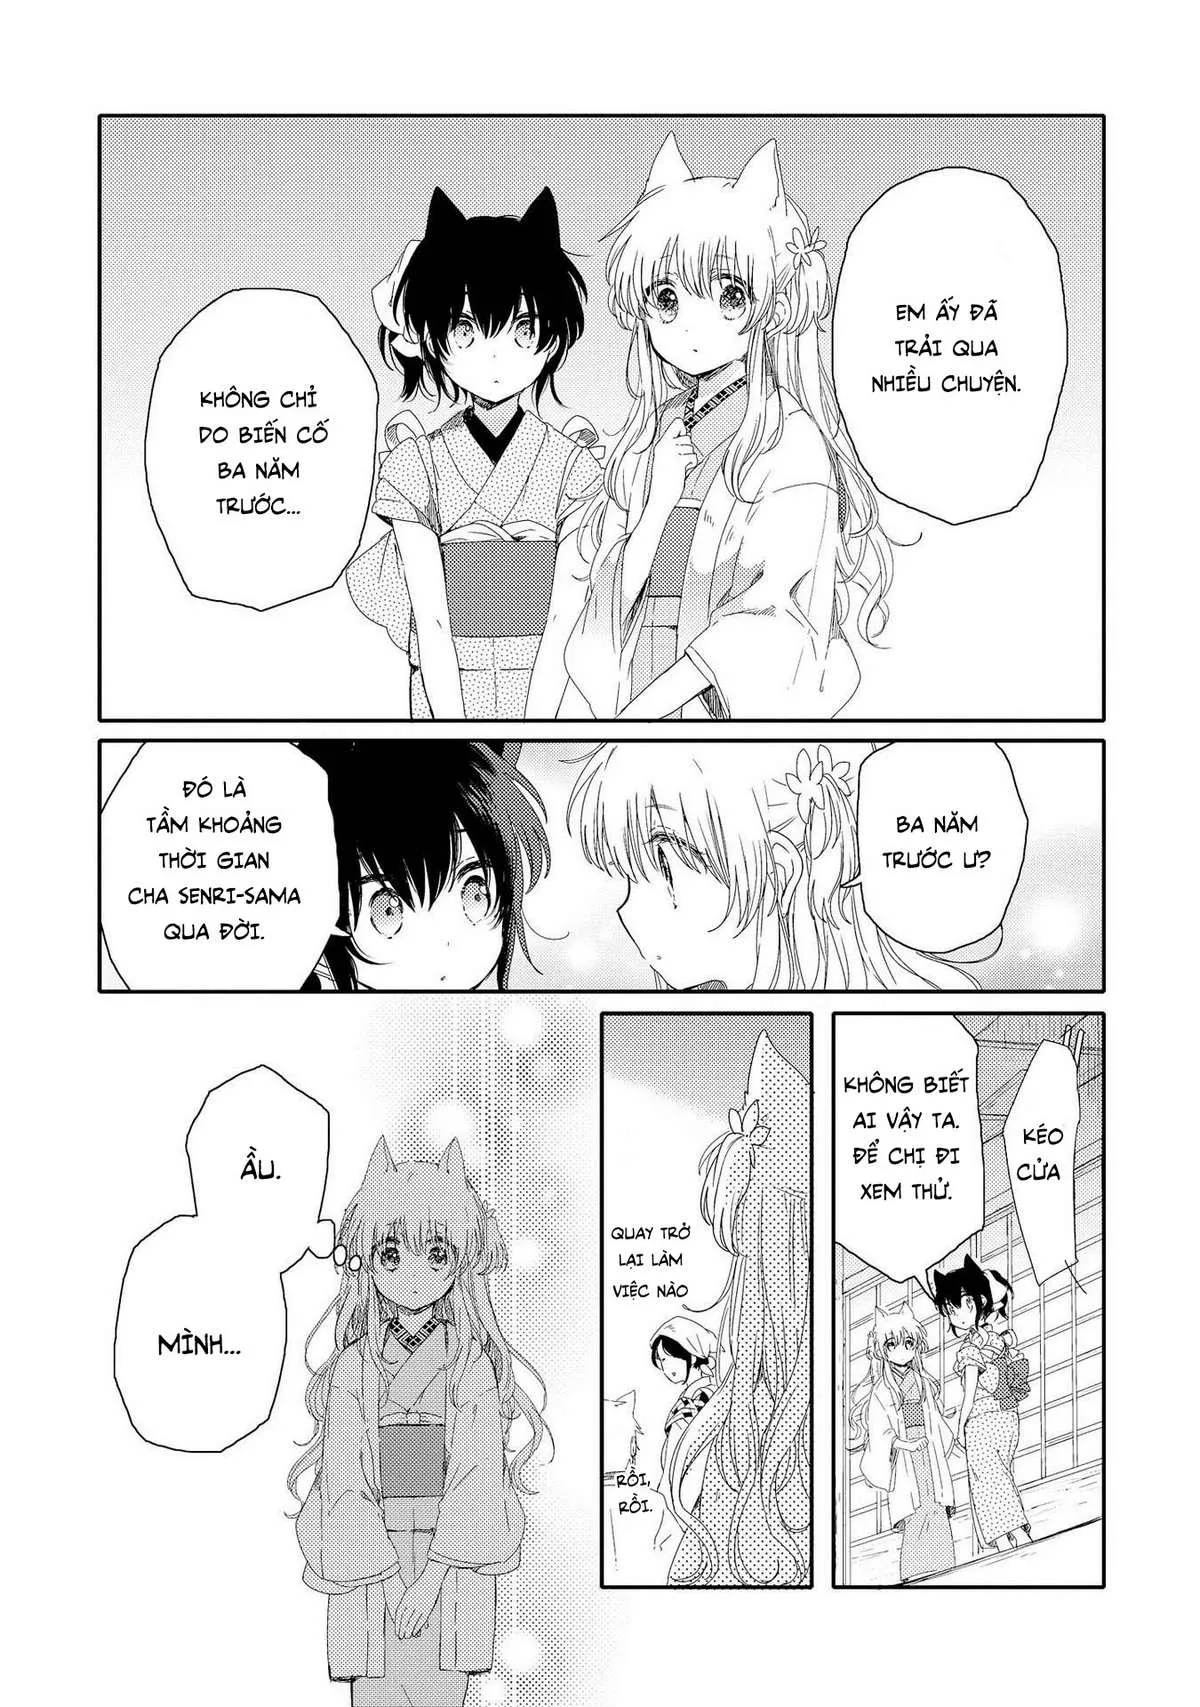 EM ẤY ĐÃ
TRẢI QUA
NHIỀU CHUYỆN.
KHÔNG CHỈ
DO BIẾN CỐ
BA NĂM
TRƯỚC...
BA NĂM
TRƯỚC Ư?
ĐÓ LÀ
TẦM KHOẢNG
THỜI GIAN
CHA SENRI-SAMA
QUA ĐỜI.
KÉO
CỬA
KHÔNG BIẾT
AI VẬY TA.
ĐỂ CHỊ ĐI
XEM THỬ.
QUAY TRỞ
LẠI LÀM
VIỆC NÀO
RỒI,
RỒI.
ẦU.
MÌNH...